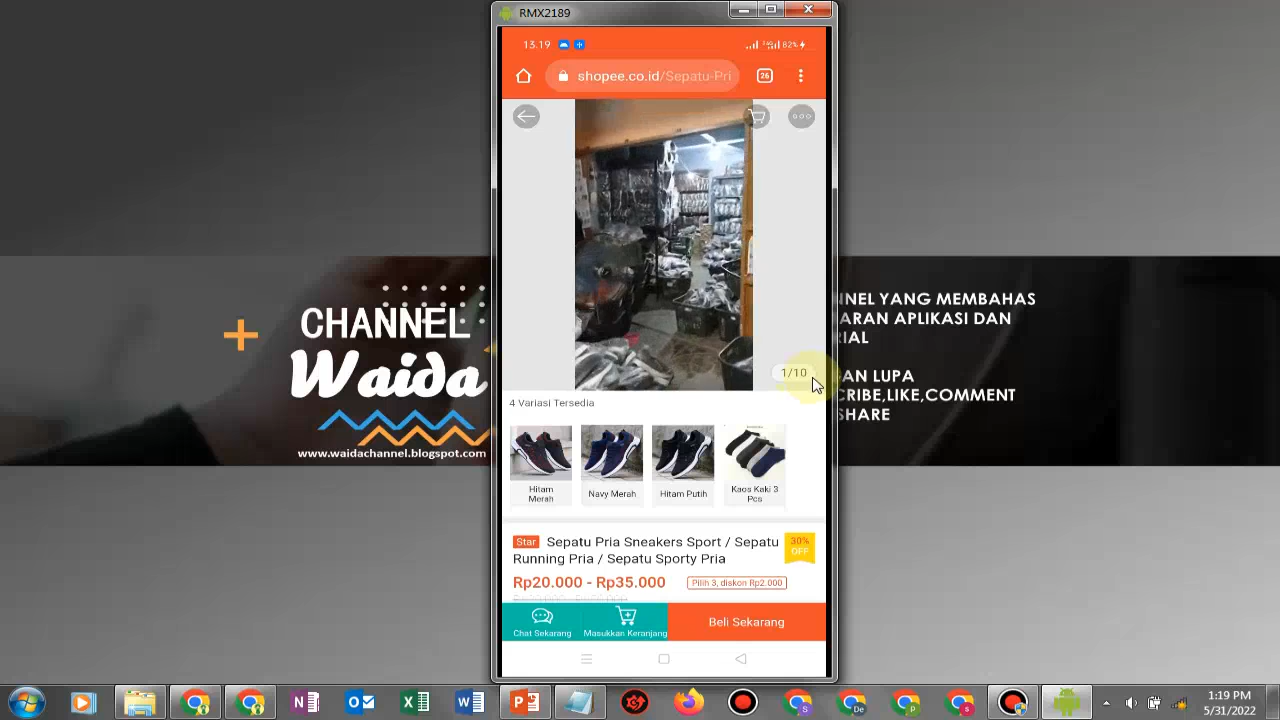 RMX2189
13.19
82%
shopee.co.id/Sepatu-Pri
26
1/10
4 Variasi Tersedia
Hitam
Merah
Navy Merah
Hitam Putih
Kaos Kaki 3
Pcs
Star Sepatu Pria Sneakers Sport / Sepatu
Running Pria / Sepatu Sporty Pria
30%
OFF
Rp20.000 - Rp35.000
Pilih 3, diskon Rp2.000
Chat Sekarang
Masukkan Keranjang
Beli Sekarang
CHANNEL
Waida
www.waidachannel.blogspot.com
NNEL YANG MEMBAHAS
ARAN APLIKASI DAN
RIAL
AN LUPA
CRIBE,LIKE,COMMENT
SHARE
1:19 PM
5/31/2022